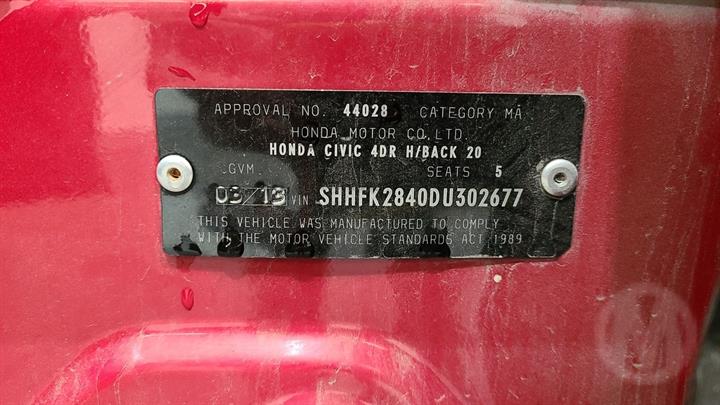 APPROVAL NO. 44028 CATEGORY MA
HONDA MOTOR CO,LTD.
HONDA CIVIC 4DR H/BACK 20
GVM SEATS 5
03/13 VIN SHHFK2840DU302677
THIS VEHICLE WAS MANUFACTURED TO COMPLY
WITH THE MOTOR VEHICLE STANDARDS ACT 1989